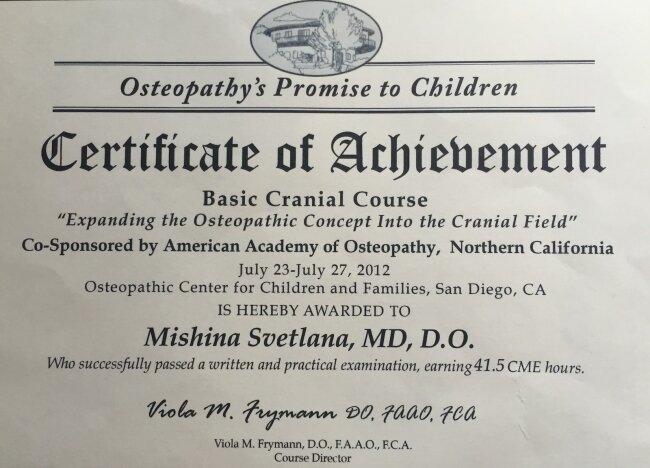 Osteopathy's Promise to Children
Certificate of Achievement
Basic Cranial Course
"Expanding the Osteopathic Concept Into the Cranial Field"
Co-Sponsored by American Academy of Osteopathy, Northern California
July 23-July 27, 2012
Osteopathic Center for Children and Families, San Diego, CA
IS HEREBY AWARDED TO
Mishina Svetlana, MD, D.O.
Who successfully passed a written and practical examination, earning 41.5 CME hours.
Viola M. Frymann DO, FAAO, FCA
Viola M. Frymann, D.O., F.A.A.O., F.C.A.
Course Director